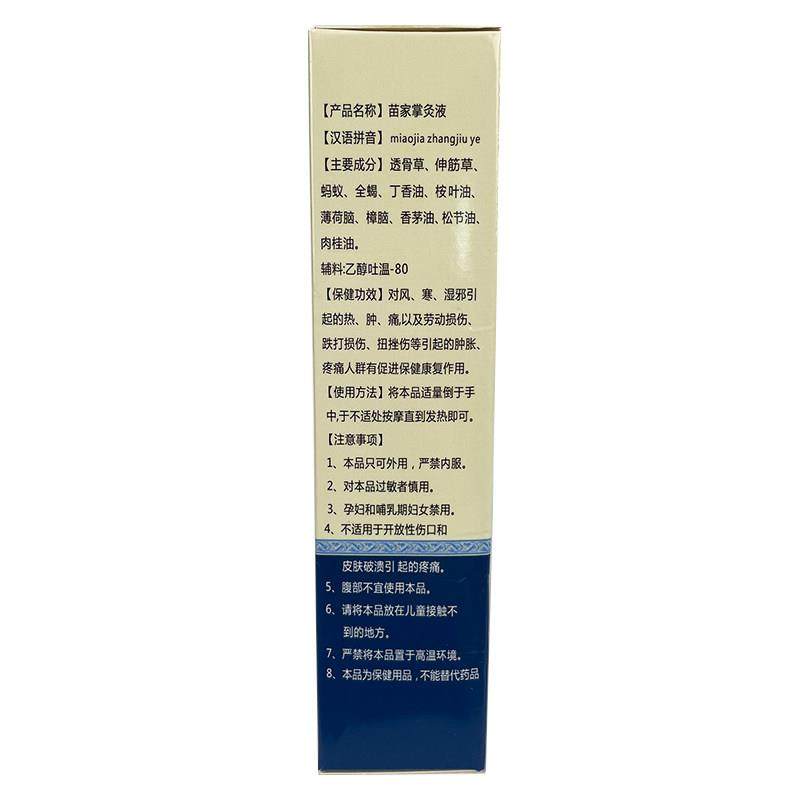 【产品名称】苗家掌灸液
【汉语拼音】miaojia zhangjiu ye
【主要成分】透骨草、伸筋草、
蚂蚁、全蝎、丁香油、桉叶油、
薄荷脑、樟脑、香茅油、松节油、
肉桂油。
辅料:乙醇吐温-80
【保健功效】对风、寒、湿邪引
起的热、肿、痛,以及劳动损伤、
跌打损伤、扭挫伤等引起的肿胀、
疼痛人群有促进保健康复作用。
【使用方法】将本品适量倒于手
中,于不适处按摩直到发热即可。
【注意事项】
1、本品只可外用，严禁内服。
2、对本品过敏者慎用。
3、孕妇和哺乳期妇女禁用。
4、不适用于开放性伤口和
皮肤破溃引 起的疼痛。
5、腹部不宜使用本品。
6、请将本品放在儿童接触不
到的地方。
7、严禁将本品置于高温环境。
8、本品为保健用品，不能替代药品